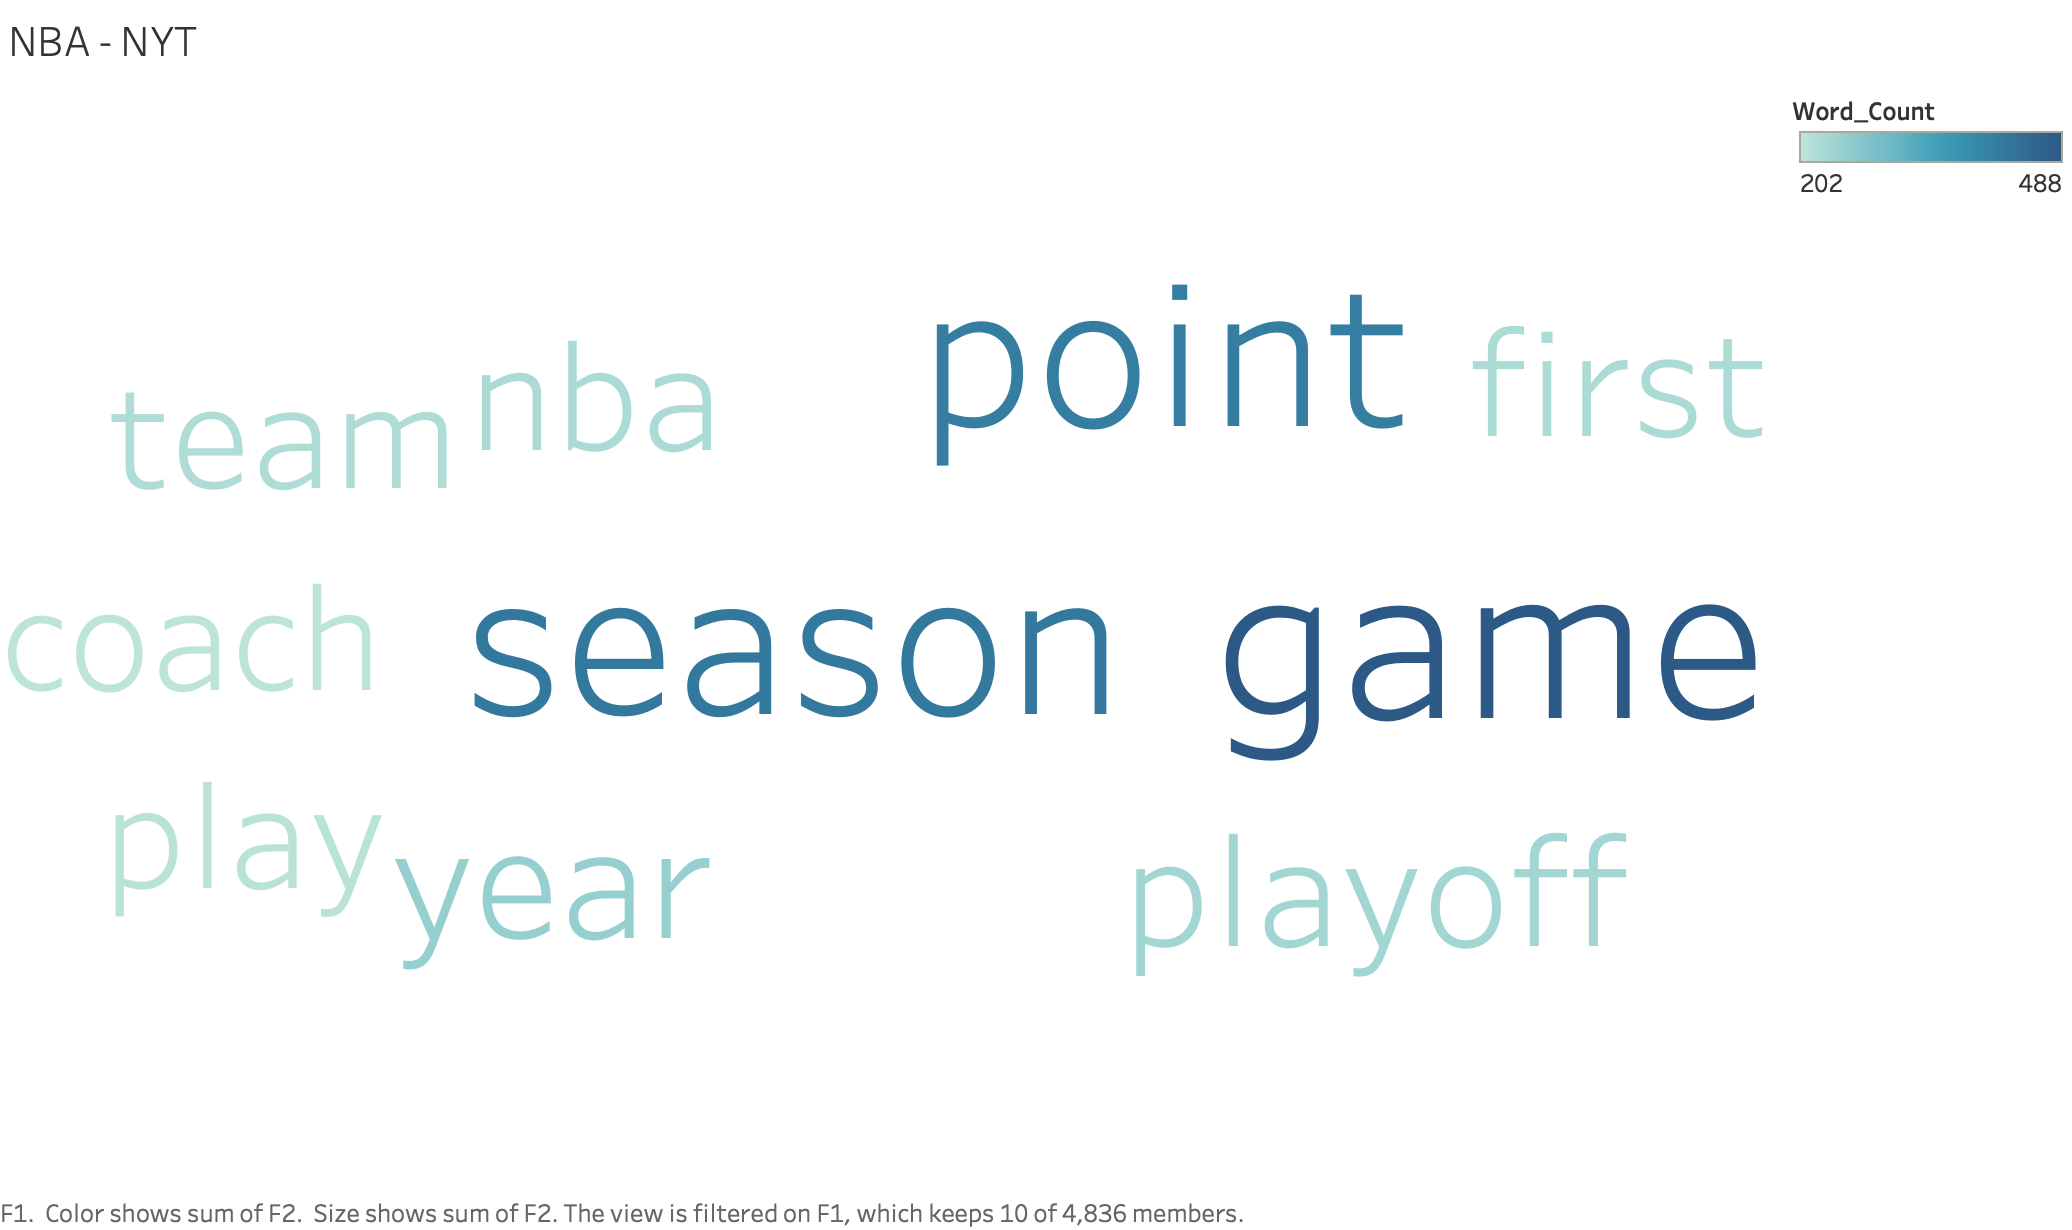 NBA - NYT
Word_Count
202 488
point first
team nba
coach season game
play year playoff
F1. Color shows sum of F2. Size shows sum of F2. The view is filtered on F1, which keeps 10 of 4,836 members.